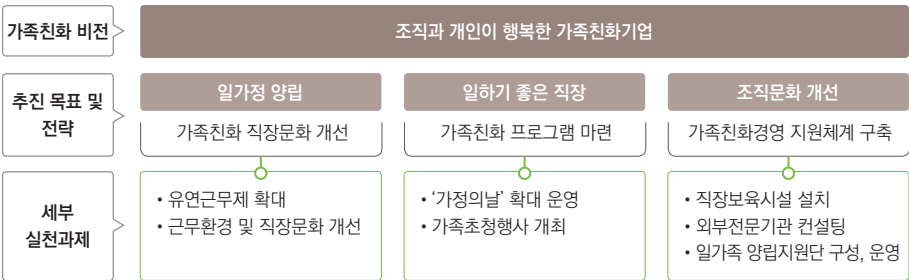 가족친화 비전
조직과 개인이 행복한 가족친화기업
추진 목표 및
전략
일가정 양립
가족친화 직장문화 개선
일하기 좋은 직장
가족친화 프로그램 마련
조직문화 개선
가족친화경영 지원체계 구축
세부
실천과제
• 유연근무제 확대
• 근무환경 및 직장문화 개선
• ‘가정의날’ 확대 운영
• 가족초청행사 개최
• 직장보육시설 설치
• 외부전문기관 컨설팅
• 일가족 양립지원단 구성, 운영